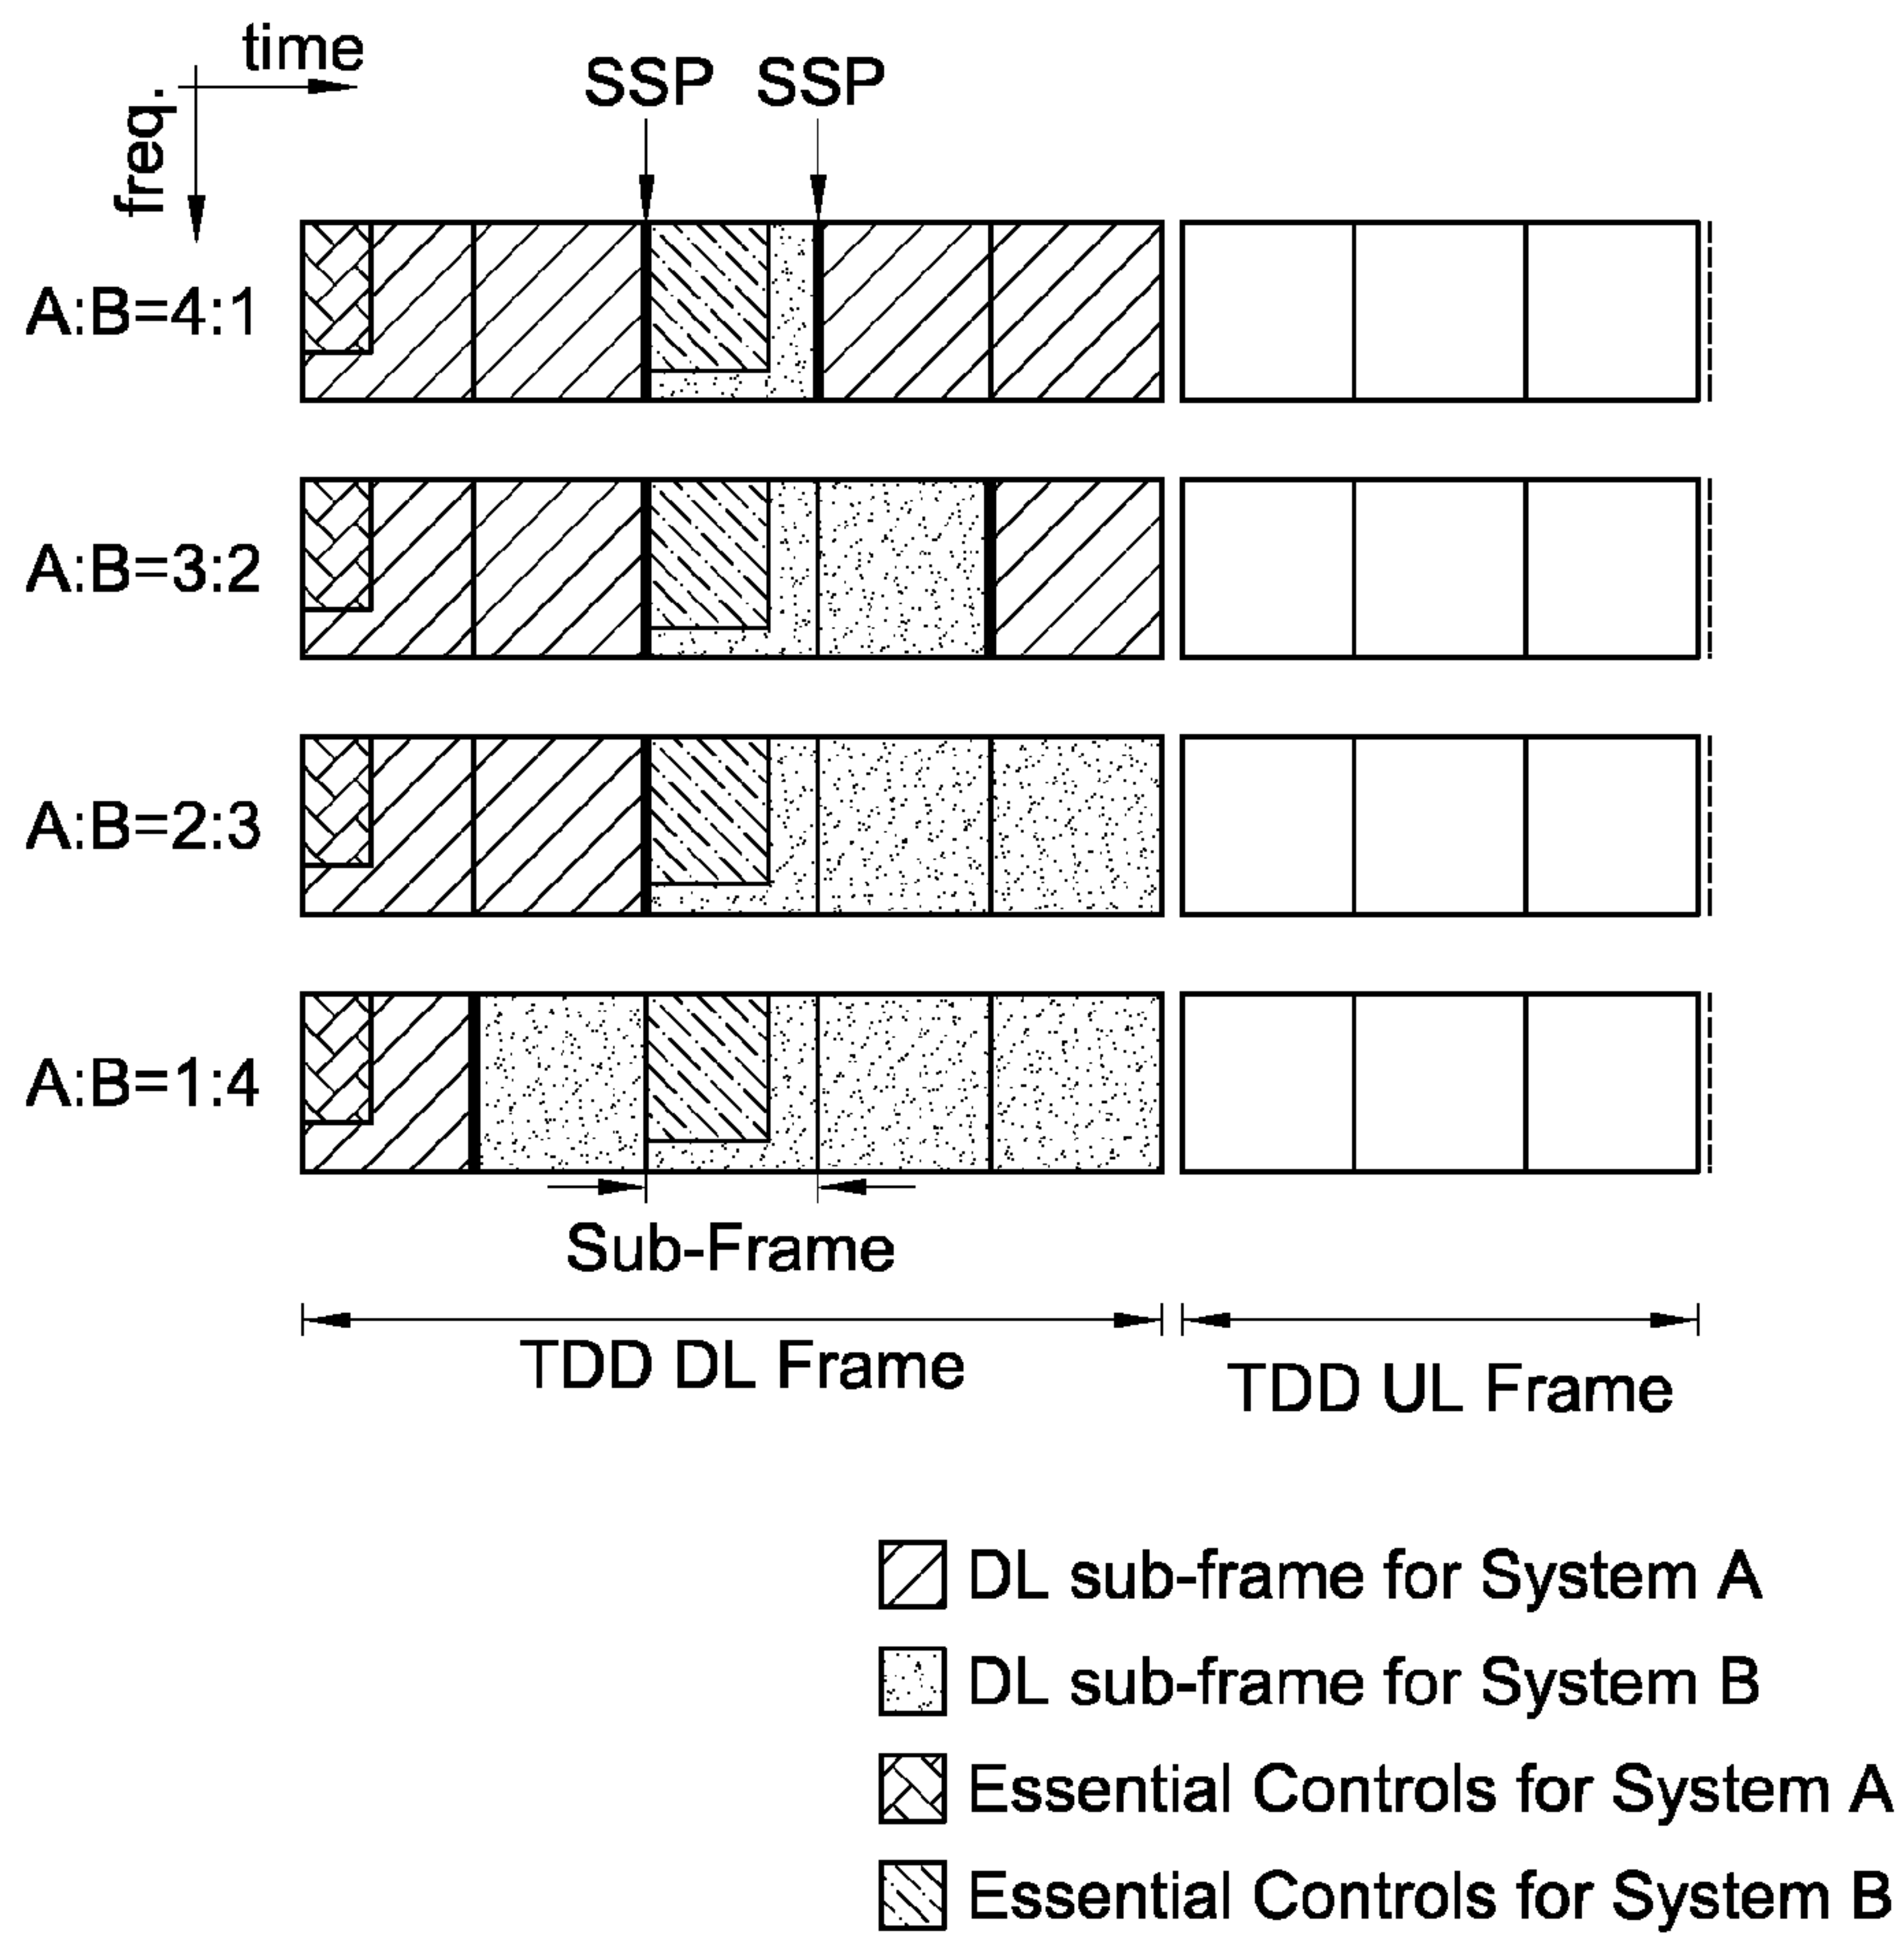 time
freq.
SSP SSP
A:B=4:1
A:B=3:2
A:B=2:3
A:B=1:4
Sub-Frame
TDD DL Frame
TDD UL Frame
DL sub-frame for System A
DL sub-frame for System B
Essential Controls for System A
Essential Controls for System B